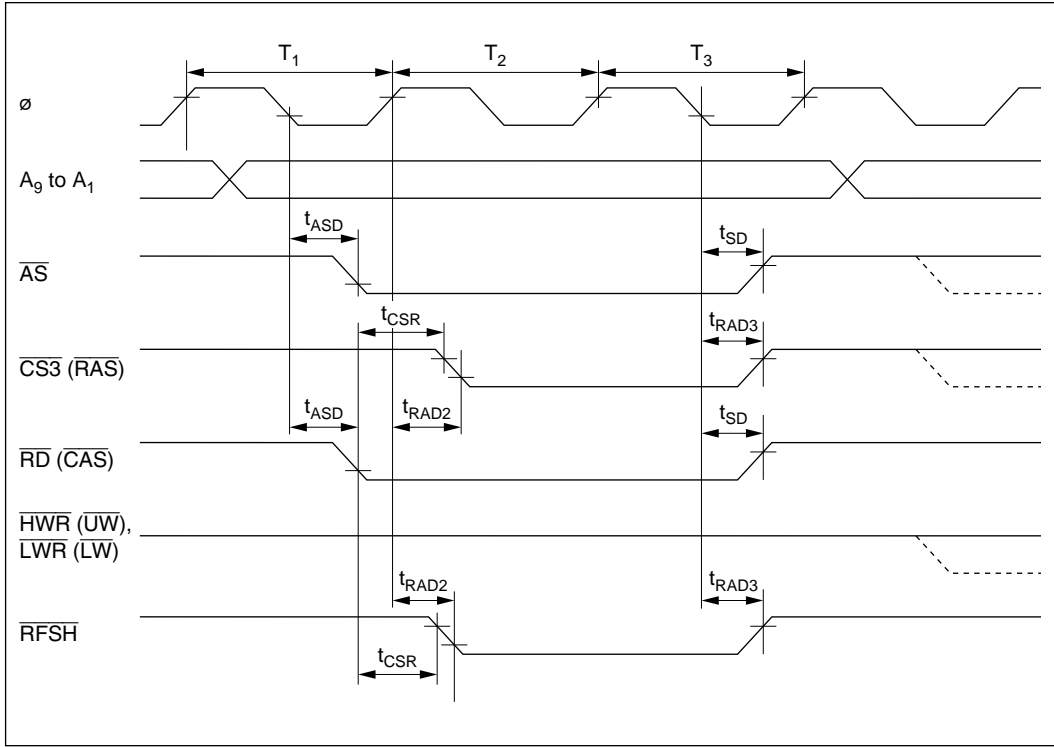 T1 T2 T3
ø
A9 to A1
tASD tSD
AS
tCSR tRAD3
CS3 (RAS)
tASD tRAD2 tSD
RD (CAS)
HWR (UW),
LWR (LW)
tRAD2 tRAD3
RFSH
tCSR